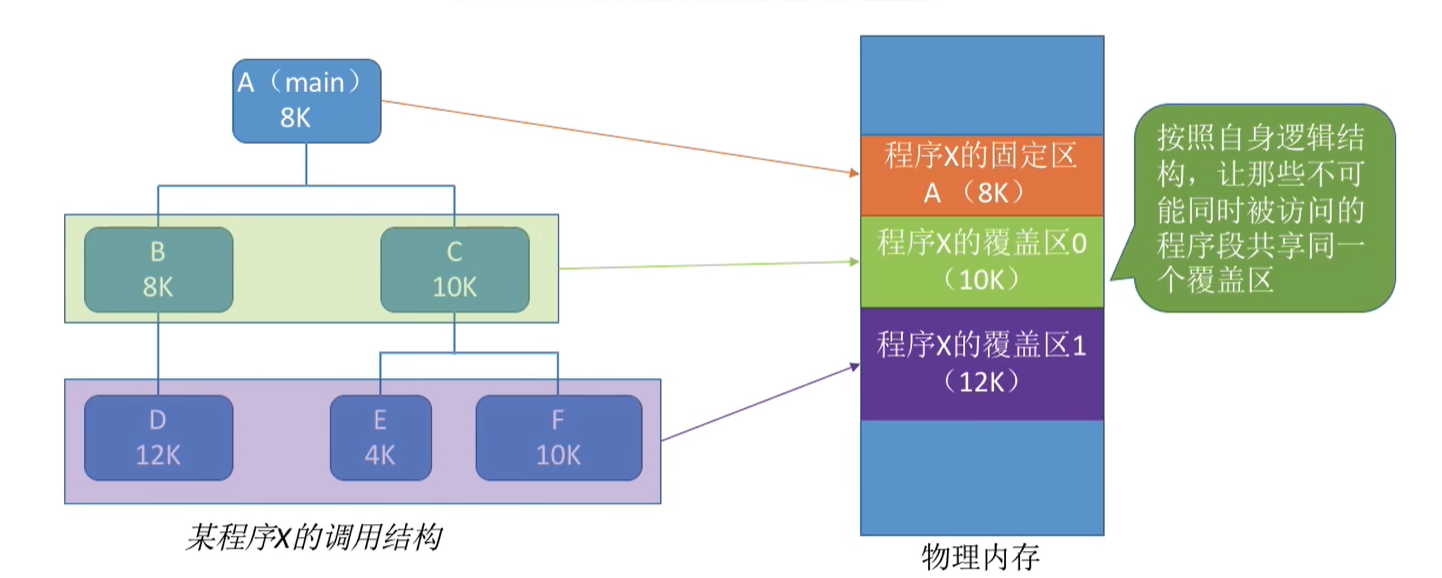 A（main）
8K
B
8K
C
10K
D
12K
E
4K
F
10K
某程序X的调用结构
程序X的固定区
A （8K）
程序X的覆盖区0
（10K）
程序X的覆盖区1
（12K）
物理内存
按照自身逻辑结
构，让那些不可
能同时被访问的
程序段共享同一
个覆盖区